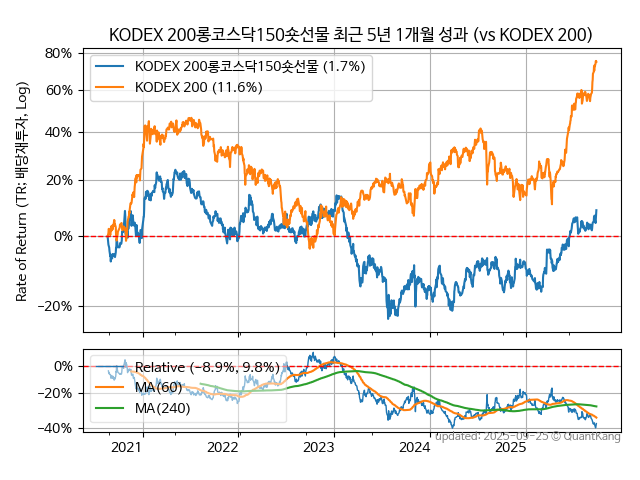 KODEX 200롱코스닥150숏선물 최근 5년 1개월 성과 (vs KODEX 200)
Rate of Return (TR: 배당재투자, Log)
80%
60%
40%
20%
0%
−20%
KODEX 200롱코스닥150숏선물 (1.7%)
KODEX 200 (11.6%)
0%
−20%
−40%
Relative (-8.9%, 9.8%)
MA(60)
MA(240)
2021 2022 2023 2024 2025
updated: 2025-09-25 © QuantKang